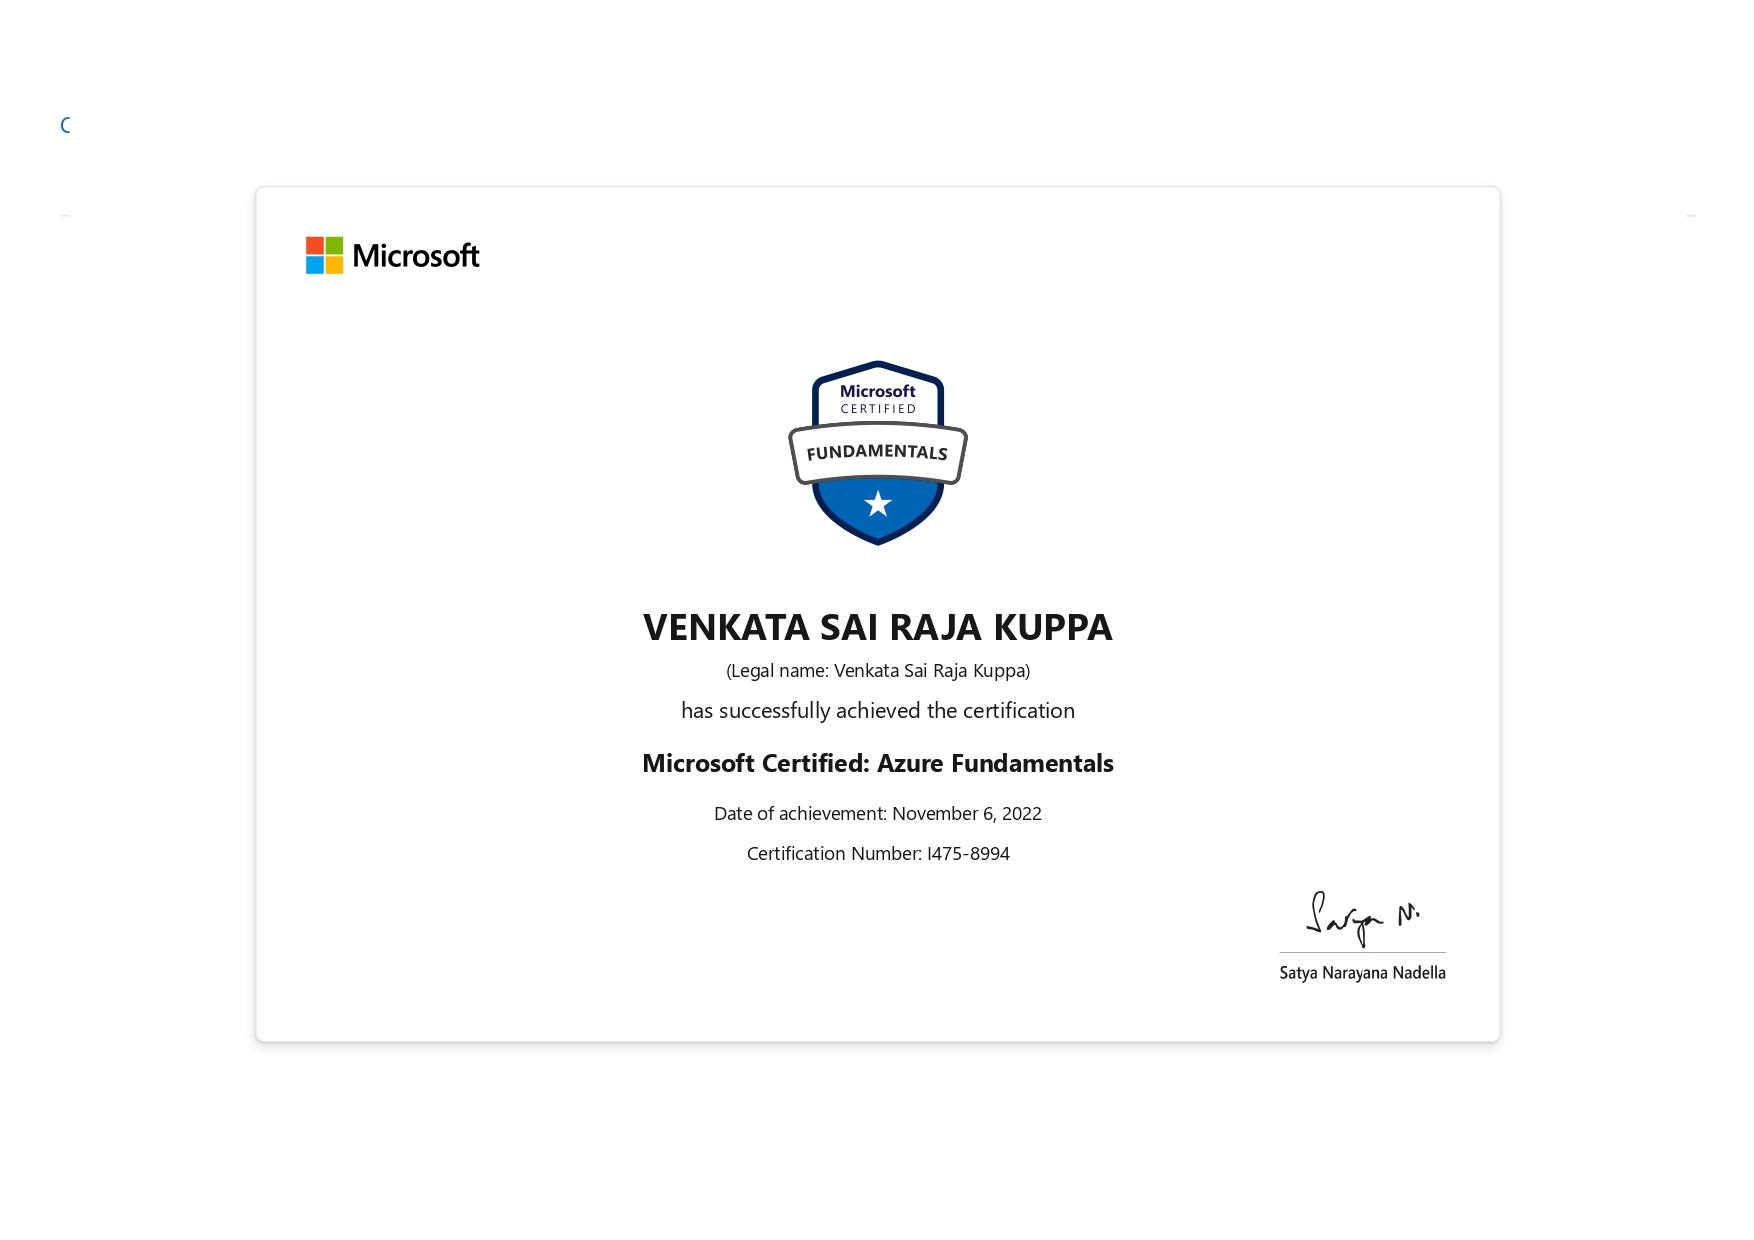 Microsoft
Microsoft
CERTIFIED
FUNDAMENTALS
VENKATA SAI RAJA KUPPA
(Legal name: Venkata Sai Raja Kuppa)
has successfully achieved the certification
Microsoft Certified: Azure Fundamentals
Date of achievement: November 6, 2022
Certification Number: I475-8994
Satya N.
Satya Narayana Nadella